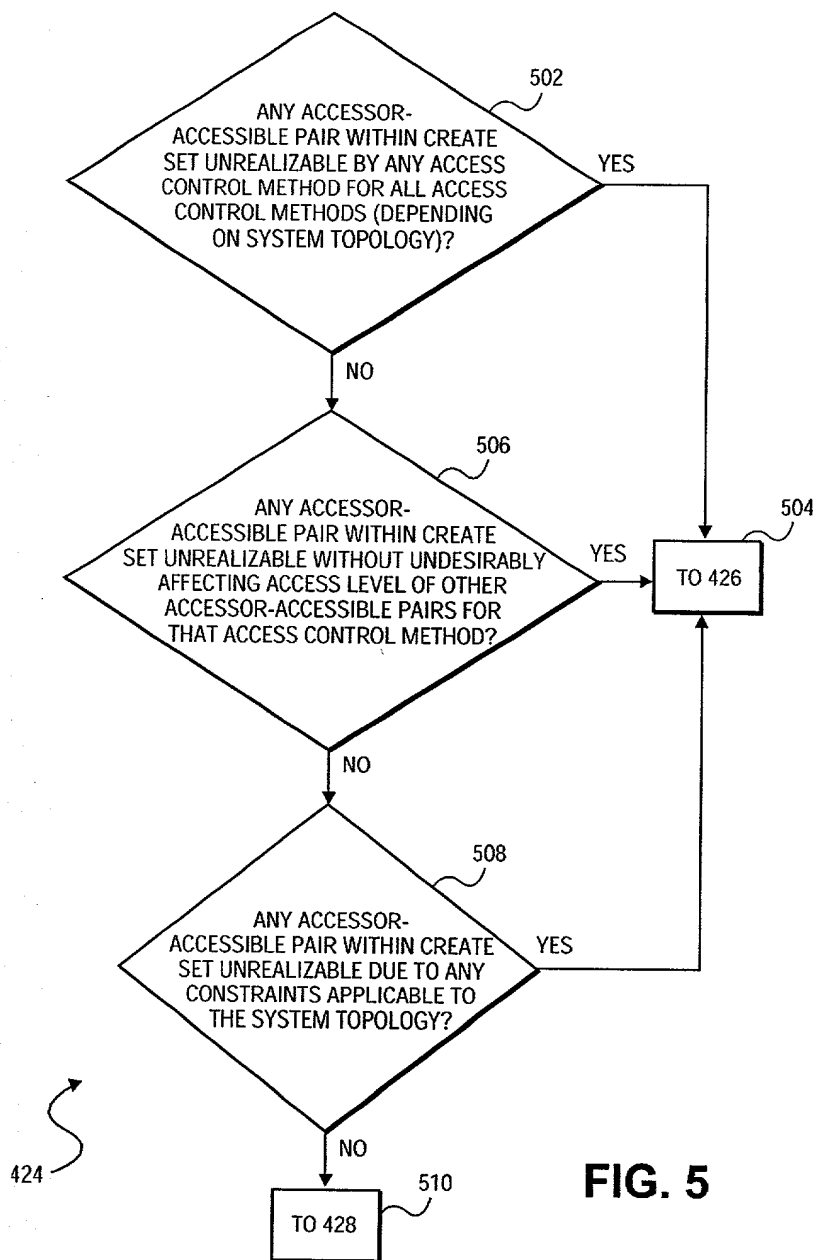 502
ANY ACCESSOR-
ACCESSIBLE PAIR WITHIN CREATE
SET UNREALIZABLE BY ANY ACCESS
CONTROL METHOD FOR ALL ACCESS
CONTROL METHODS (DEPENDING
ON SYSTEM TOPOLOGY)?
YES
NO
506
ANY ACCESSOR-
ACCESSIBLE PAIR WITHIN CREATE
SET UNREALIZABLE WITHOUT UNDESIRABLY
AFFECTING ACCESS LEVEL OF OTHER
ACCESSOR-ACCESSIBLE PAIRS FOR
THAT ACCESS CONTROL METHOD?
YES
504
TO 426
NO
508
ANY ACCESSOR-
ACCESSIBLE PAIR WITHIN CREATE
SET UNREALIZABLE DUE TO ANY
CONSTRAINTS APPLICABLE TO
THE SYSTEM TOPOLOGY?
YES
NO
424
510
TO 428
FIG. 5